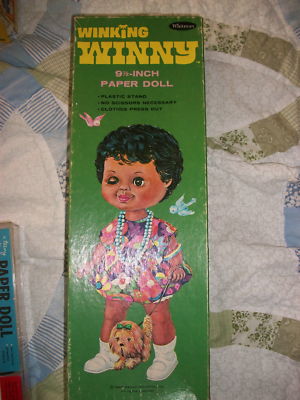 Whitman
WINKING
WINNY
9½-INCH
PAPER DOLL
• PLASTIC STAND
• NO SCISSORS NECESSARY
• CLOTHES PRESS OUT
PAPER DOLL